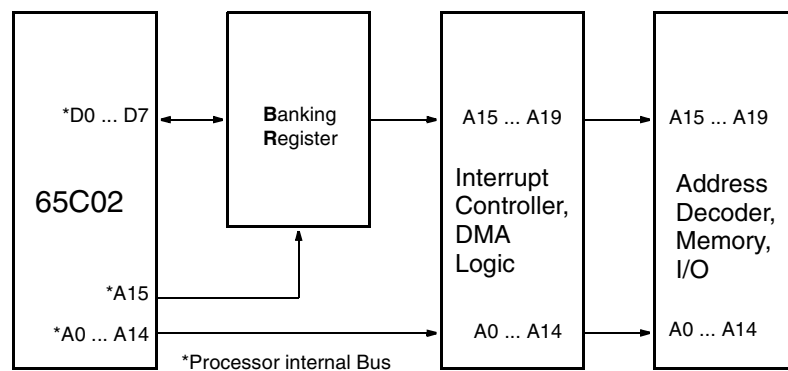 65C02
*D0 ... D7
*A15
*A0 ... A14
Banking
Register
*Processor internal Bus
A15 ... A19
Interrupt
Controller,
DMA
Logic
A0 ... A14
A15 ... A19
Address
Decoder,
Memory,
I/O
A0 ... A14